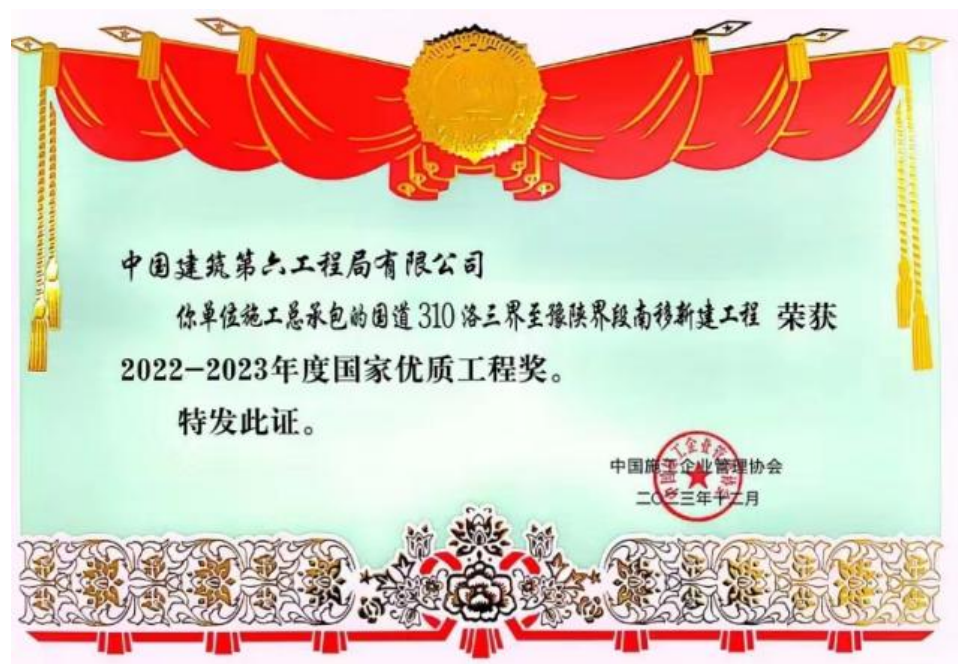 中国建筑第六工程局有限公司
你单位施工总承包的国道310洛三界至豫陕界段南移新建工程 荣获
2022-2023年度国家优质工程奖。
特发此证。
中国施工企业管理协会
二〇二三年十二月